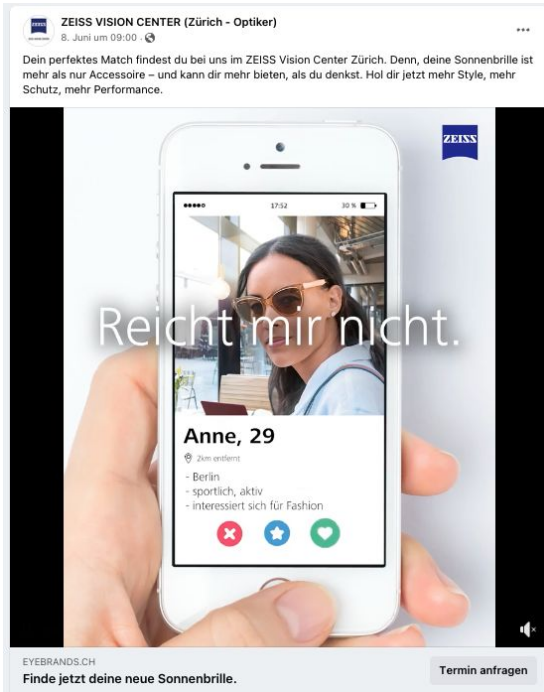 ZEISS VISION CENTER (Zürich - Optiker)
8. Juni um 09:00 ·
Dein perfektes Match findest du bei uns im ZEISS Vision Center Zürich. Denn, deine Sonnenbrille ist
mehr als nur Accessoire – und kann dir mehr bieten, als du denkst. Hol dir jetzt mehr Style, mehr
Schutz, mehr Performance.
ZEISS
17:52
30 %
Reicht mir nicht.
Anne, 29
2km entfernt
- Berlin
- sportlich, aktiv
- interessiert sich für Fashion
EYEBRANDS.CH
Finde jetzt deine neue Sonnenbrille.
Termin anfragen